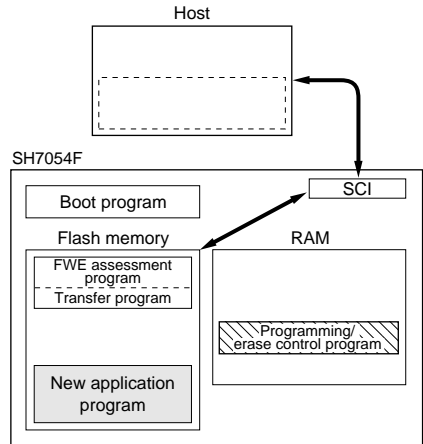 Host
SH7054F
SCI
Boot program
Flash memory
RAM
FWE assessment
program
Transfer program
Programming/
erase control program
New application
program